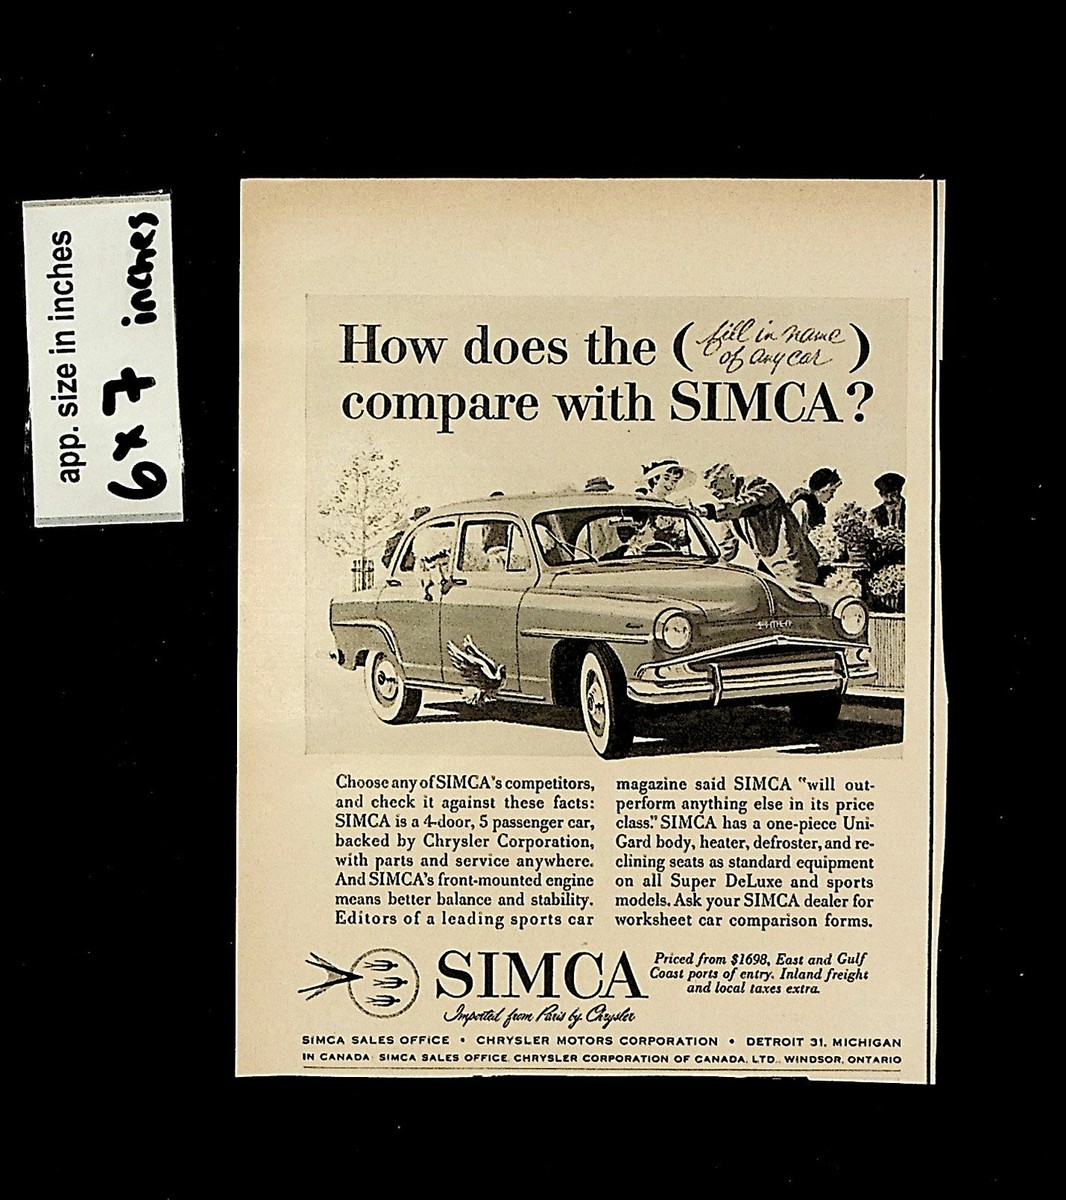 app. size in inches
6x7 inches
How does the (fill in name of any car)
compare with SIMCA?
SIMCA
Choose any of SIMCA's competitors,
and check it against these facts:
SIMCA is a 4-door, 5 passenger car,
backed by Chrysler Corporation,
with parts and service anywhere.
And SIMCA's front-mounted engine
means better balance and stability.
Editors of a leading sports car
magazine said SIMCA "will out-
perform anything else in its price
class." SIMCA has a one-piece Uni-
Gard body, heater, defroster, and re-
clining seats as standard equipment
on all Super DeLuxe and sports
models. Ask your SIMCA dealer for
worksheet car comparison forms.
SIMCA
Imported from Paris by Chrysler
Priced from $1698, East and Gulf
Coast ports of entry. Inland freight
and local taxes extra.
SIMCA SALES OFFICE • CHRYSLER MOTORS CORPORATION • DETROIT 31, MICHIGAN
IN CANADA SIMCA SALES OFFICE, CHRYSLER CORPORATION OF CANADA, LTD., WINDSOR, ONTARIO